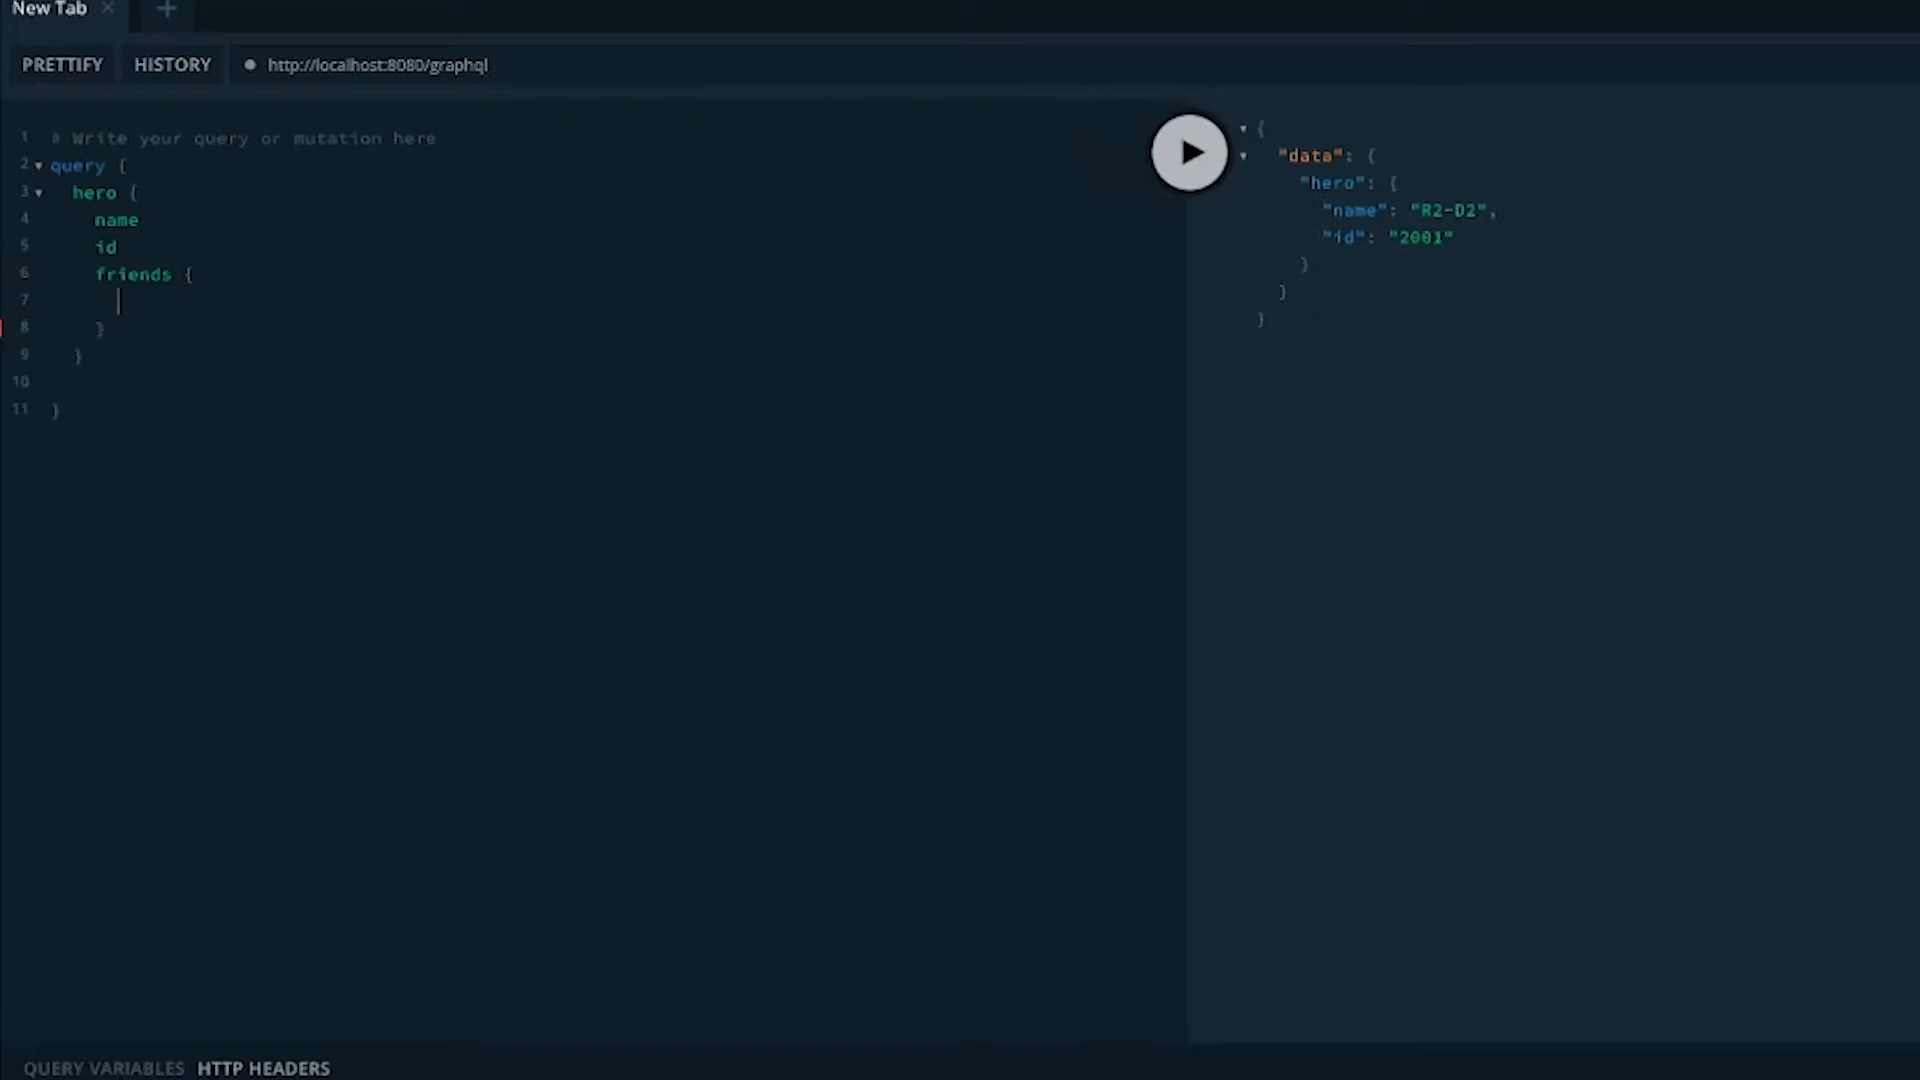 New Tab × +
PRETTIFY HISTORY http://localhost:8080/graphql
1 # Write your query or mutation here
2 query {
3 hero {
4 name
5 id
6 friends {
7
8 }
9 }
10
11 }
{
"data": {
"hero": {
"name": "R2-D2",
"id": "2001"
}
}
}
QUERY VARIABLES HTTP HEADERS